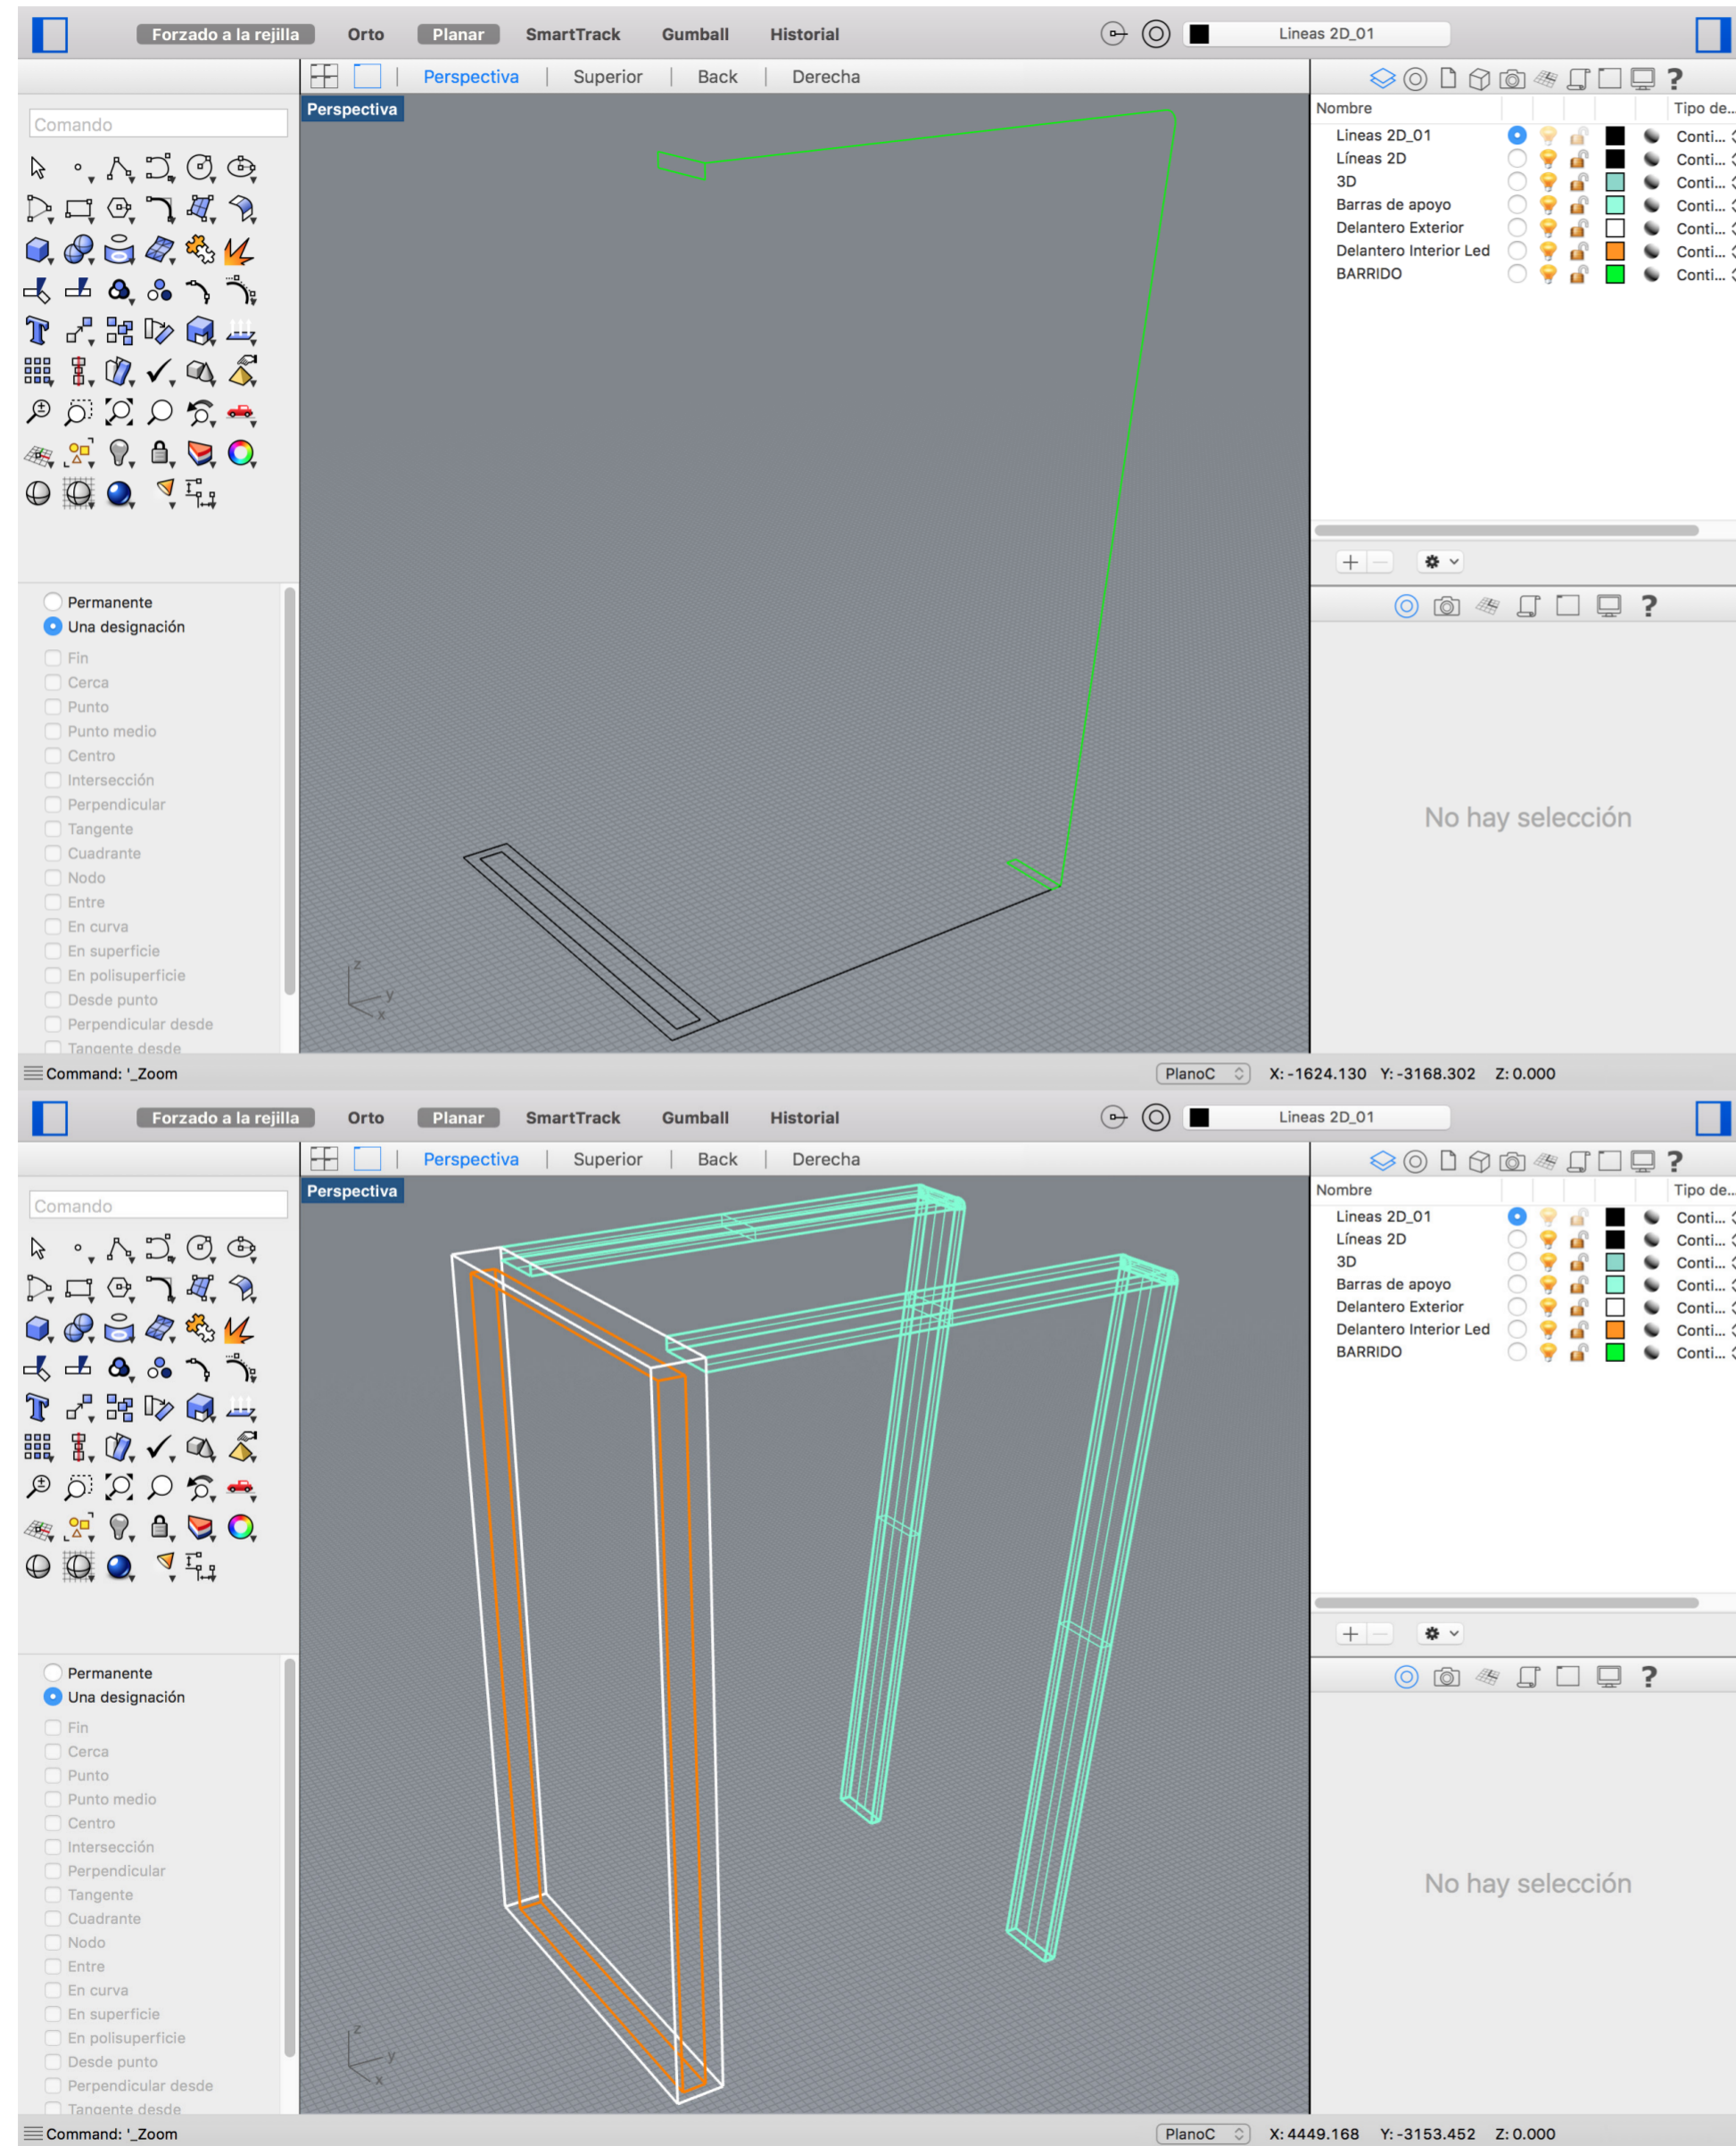 Forzado a la rejilla Orto Planar SmartTrack Gumball Historial Lineas 2D_01
Perspectiva | Superior | Back | Derecha
Perspectiva
Comando
Permanente
Una designación
Fin
Cerca
Punto
Punto medio
Centro
Intersección
Perpendicular
Tangente
Cuadrante
Nodo
Entre
En curva
En superficie
En polisuperficie
Desde punto
Perpendicular desde
Tangente desde
z
y
x
Nombre Tipo de...
Lineas 2D_01 Conti...
Líneas 2D Conti...
3D Conti...
Barras de apoyo Conti...
Delantero Exterior Conti...
Delantero Interior Led Conti...
BARRIDO Conti...
No hay selección
Command: '_Zoom PlanoC X: -1624.130 Y: -3168.302 Z: 0.000
Forzado a la rejilla Orto Planar SmartTrack Gumball Historial Lineas 2D_01
Perspectiva | Superior | Back | Derecha
Perspectiva
Comando
Permanente
Una designación
Fin
Cerca
Punto
Punto medio
Centro
Intersección
Perpendicular
Tangente
Cuadrante
Nodo
Entre
En curva
En superficie
En polisuperficie
Desde punto
Perpendicular desde
Tangente desde
z
y
x
Nombre Tipo de...
Lineas 2D_01 Conti...
Líneas 2D Conti...
3D Conti...
Barras de apoyo Conti...
Delantero Exterior Conti...
Delantero Interior Led Conti...
BARRIDO Conti...
No hay selección
Command: '_Zoom PlanoC X: 4449.168 Y: -3153.452 Z: 0.000